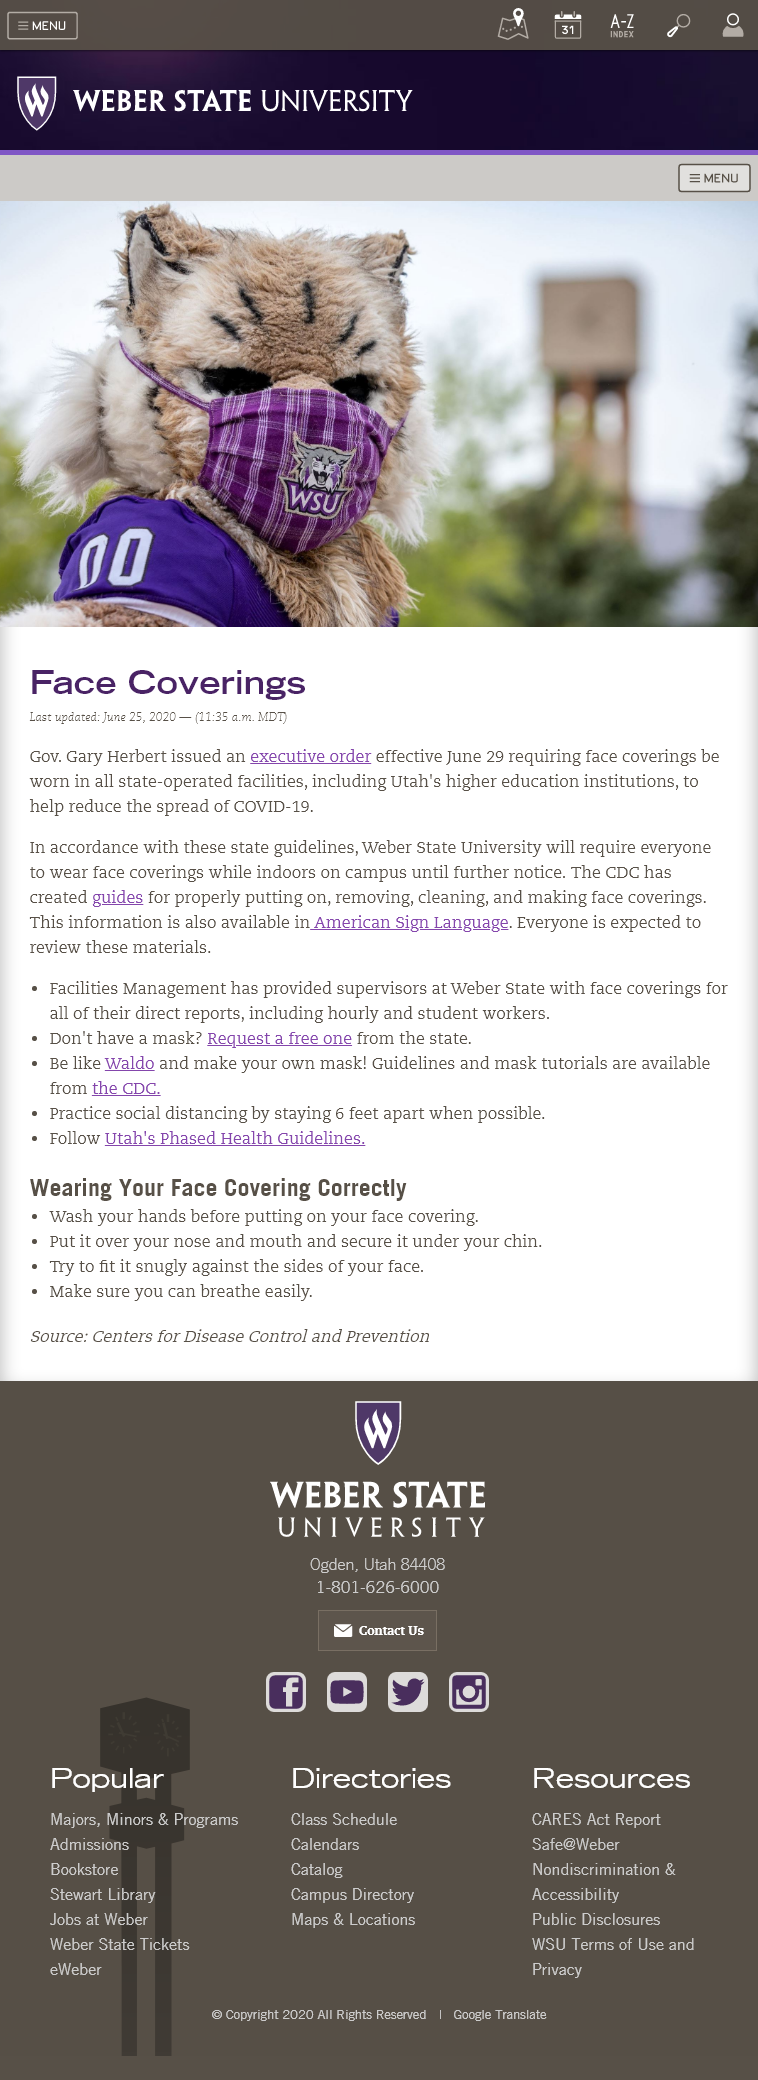 MENU
31
A-Z
INDEX
WEBER STATE UNIVERSITY
MENU
WSU
00
Face Coverings
Last updated: June 25, 2020 — (11:35 a.m. MDT)
Gov. Gary Herbert issued an executive order effective June 29 requiring face coverings be
worn in all state-operated facilities, including Utah's higher education institutions, to
help reduce the spread of COVID-19.
In accordance with these state guidelines, Weber State University will require everyone
to wear face coverings while indoors on campus until further notice. The CDC has
created guides for properly putting on, removing, cleaning, and making face coverings.
This information is also available in American Sign Language. Everyone is expected to
review these materials.
• Facilities Management has provided supervisors at Weber State with face coverings for
all of their direct reports, including hourly and student workers.
• Don't have a mask? Request a free one from the state.
• Be like Waldo and make your own mask! Guidelines and mask tutorials are available
from the CDC.
• Practice social distancing by staying 6 feet apart when possible.
• Follow Utah's Phased Health Guidelines.
Wearing Your Face Covering Correctly
• Wash your hands before putting on your face covering.
• Put it over your nose and mouth and secure it under your chin.
• Try to fit it snugly against the sides of your face.
• Make sure you can breathe easily.
Source: Centers for Disease Control and Prevention
WEBER STATE
UNIVERSITY
Ogden, Utah 84408
1-801-626-6000
Contact Us
Popular
Majors, Minors & Programs
Admissions
Bookstore
Stewart Library
Jobs at Weber
Weber State Tickets
eWeber
Directories
Class Schedule
Calendars
Catalog
Campus Directory
Maps & Locations
Resources
CARES Act Report
Safe@Weber
Nondiscrimination &
Accessibility
Public Disclosures
WSU Terms of Use and
Privacy
© Copyright 2020 All Rights Reserved | Google Translate